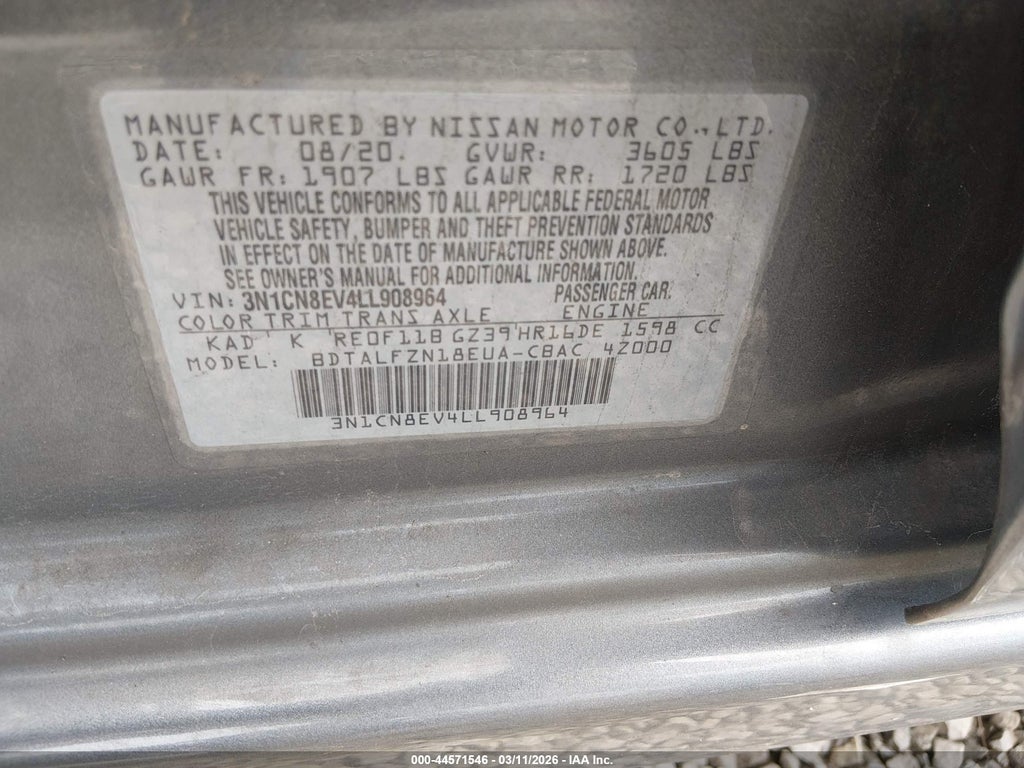 MANUFACTURED BY NISSAN MOTOR CO.,LTD.
DATE: 08/20. GVWR: 3605 LBS
GAWR FR: 1907 LBS GAWR RR: 1720 LBS
THIS VEHICLE CONFORMS TO ALL APPLICABLE FEDERAL MOTOR
VEHICLE SAFETY, BUMPER AND THEFT PREVENTION STANDARDS
IN EFFECT ON THE DATE OF MANUFACTURE SHOWN ABOVE.
SEE OWNER'S MANUAL FOR ADDITIONAL INFORMATION.
VIN: 3N1CN8EV4LL908964 PASSENGER CAR.
COLOR TRIM TRANS AXLE ENGINE
KAD K RE0F11B GZ39 HR16DE 1598 CC
MODEL: BDTALFZN18EUA-CBAC 4Z000
3N1CN8EV4LL908964
000-44571546 | 03/11/2026 - IAA Inc.